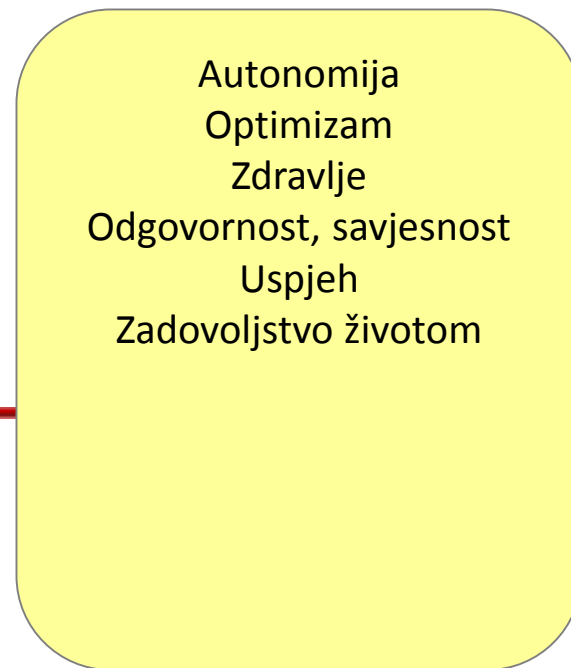 Autonomija
Optimizam
Zdravlje
Odgovornost, savjesnost
Uspjeh
Zadovoljstvo životom